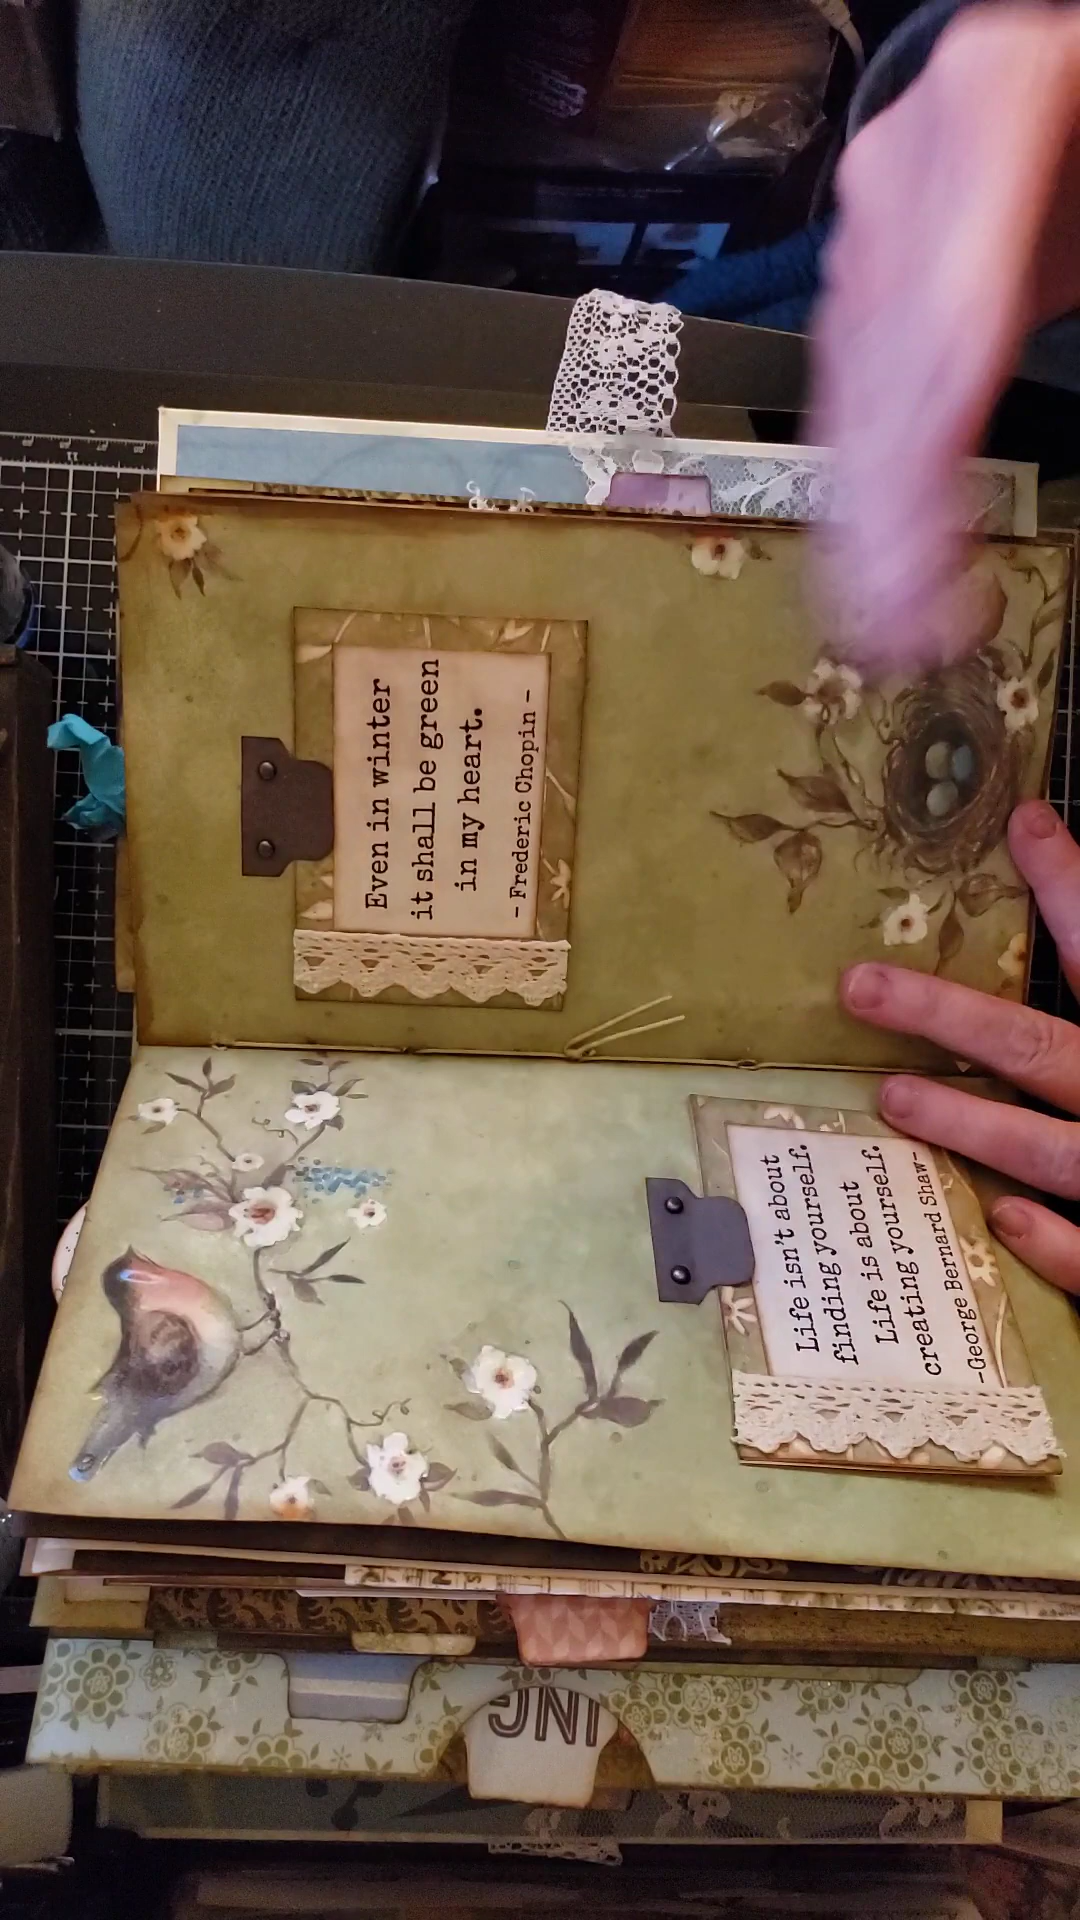 Even in winter
it shall be green
in my heart.
- Frederic Chopin -
Life isn't about
finding yourself.
Life is about
creating yourself.
-George Bernard Shaw-
ING